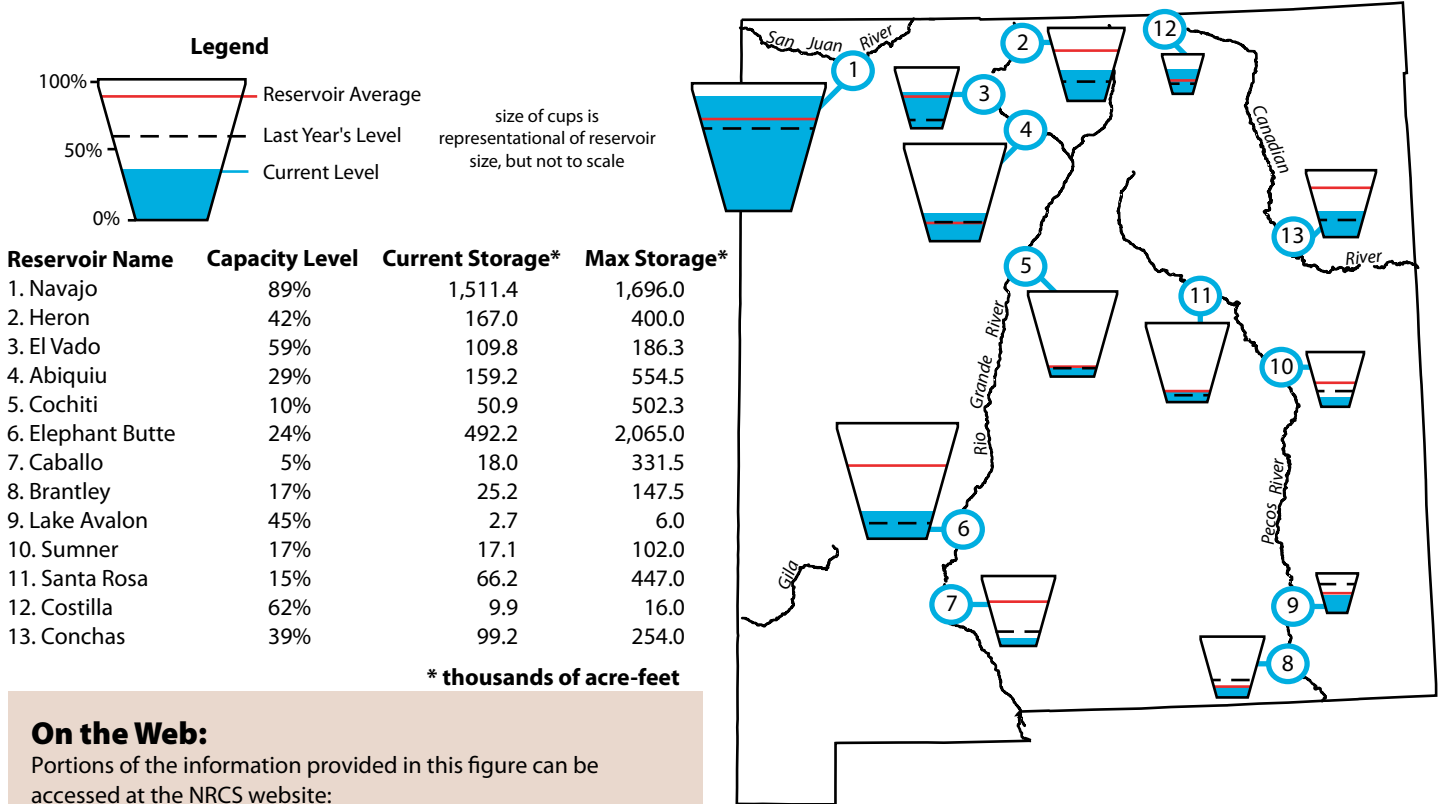 Legend
100%
50%
0%
Reservoir Average
Last Year's Level
Current Level
size of cups is
representational of reservoir
size, but not to scale
Reservoir Name Capacity Level Current Storage* Max Storage*
1. Navajo 89% 1,511.4 1,696.0
2. Heron 42% 167.0 400.0
3. El Vado 59% 109.8 186.3
4. Abiquiu 29% 159.2 554.5
5. Cochiti 10% 50.9 502.3
6. Elephant Butte 24% 492.2 2,065.0
7. Caballo 5% 18.0 331.5
8. Brantley 17% 25.2 147.5
9. Lake Avalon 45% 2.7 6.0
10. Sumner 17% 17.1 102.0
11. Santa Rosa 15% 66.2 447.0
12. Costilla 62% 9.9 16.0
13. Conchas 39% 99.2 254.0
* thousands of acre-feet
On the Web:
Portions of the information provided in this figure can be
accessed at the NRCS website:
San Juan River
1
2
12
3
4
Canadian
13
River
5
11
Rio Grande River
10
Pecos River
6
Gila
7
9
8